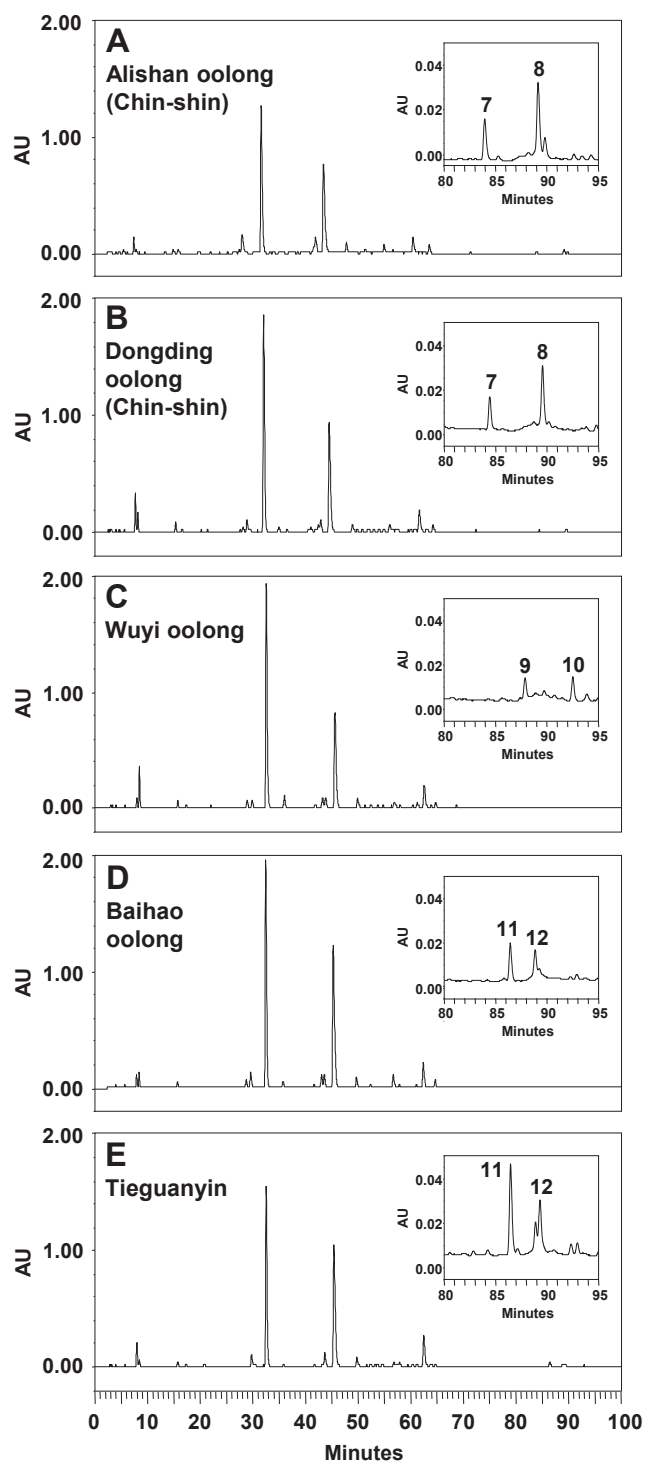 2.00
A
Alishan oolong
(Chin-shin)
1.00
AU
0.00
0.04
8
7
AU
0.02
0.00
80 85 90 95
Minutes
2.00
B
Dongding
oolong
(Chin-shin)
1.00
AU
0.00
0.04
8
7
AU
0.02
0.00
80 85 90 95
Minutes
2.00
C
Wuyi oolong
1.00
AU
0.00
0.04
AU
0.02
9 10
0.00
80 85 90 95
Minutes
2.00
D
Baihao
oolong
1.00
AU
0.00
0.04
AU
11 12
0.02
0.00
80 85 90 95
Minutes
2.00
E
Tieguanyin
1.00
AU
0.00
11
0.04
12
AU
0.02
0.00
80 85 90 95
Minutes
0 10 20 30 40 50 60 70 80 90 100
Minutes